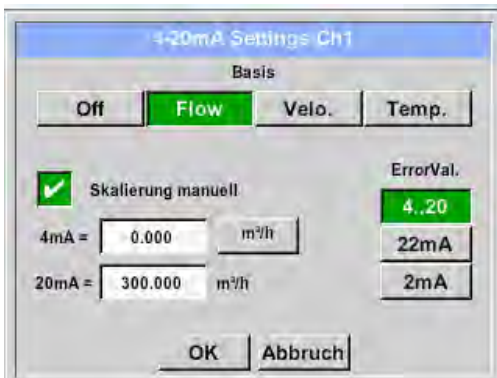 4-20mA Settings Ch1
Basis
Off Flow Velo. Temp.
ErrorVal.
Skalierung manuell
4..20
4mA = 0.000 m³/h
22mA
20mA = 300.000 m³/h
2mA
OK Abbruch